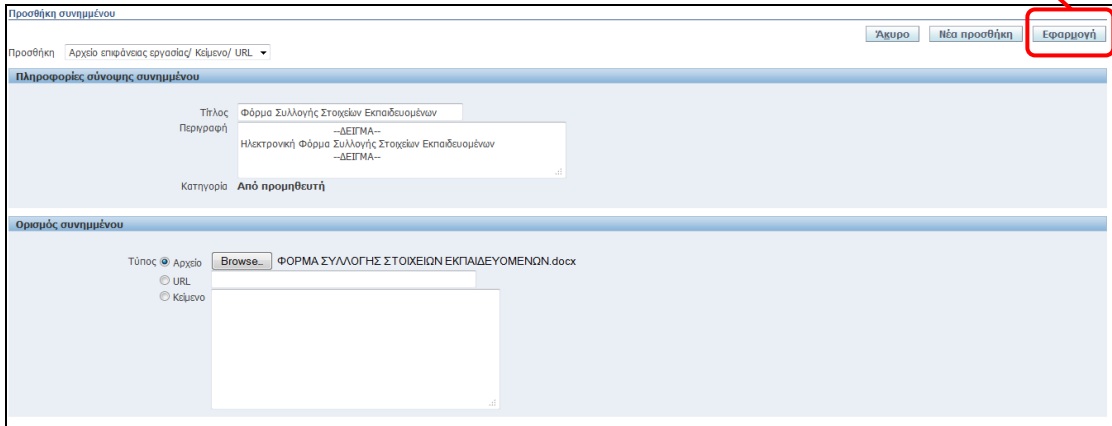 Προσθήκη συνημμένου
Άκυρο Νέα προσθήκη Εφαρμογή
Προσθήκη Αρχείο επιφάνειας εργασίας/ Κείμενο/ URL
Πληροφορίες σύνοψης συνημμένου
Τίτλος Φόρμα Συλλογής Στοιχείων Εκπαιδευομένων
Περιγραφή --ΔΕΙΓΜΑ--
Ηλεκτρονική Φόρμα Συλλογής Στοιχείων Εκπαιδευομένων
--ΔΕΙΓΜΑ--
Κατηγορία Από προμηθευτή
Ορισμός συνημμένου
Τύπος Αρχείο Browse... ΦΟΡΜΑ ΣΥΛΛΟΓΗΣ ΣΤΟΙΧΕΙΩΝ ΕΚΠΑΙΔΕΥΟΜΕΝΩΝ.docx
URL
Κείμενο